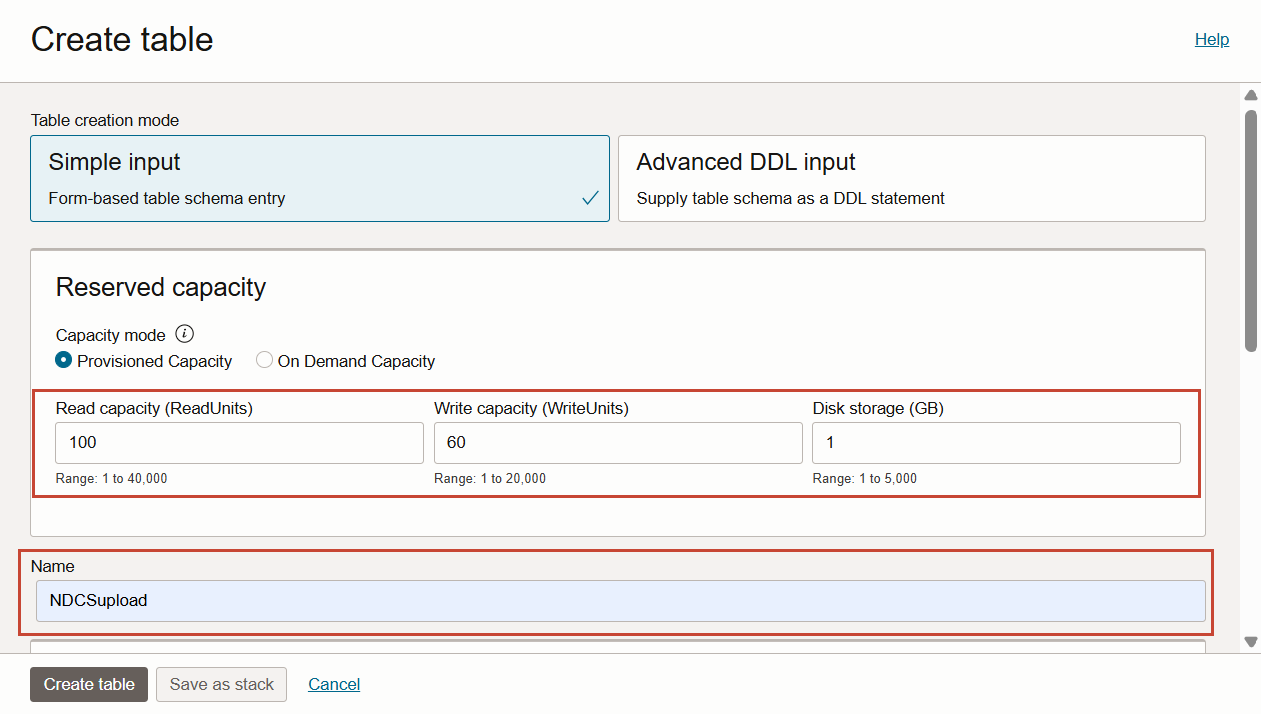 Create table
Help
Table creation mode
Simple input
Form-based table schema entry
Advanced DDL input
Supply table schema as a DDL statement
Reserved capacity
Capacity mode i
Provisioned Capacity On Demand Capacity
Read capacity (ReadUnits) Write capacity (WriteUnits) Disk storage (GB)
100 60 1
Range: 1 to 40,000 Range: 1 to 20,000 Range: 1 to 5,000
Name
NDCSupload
Create table Save as stack Cancel